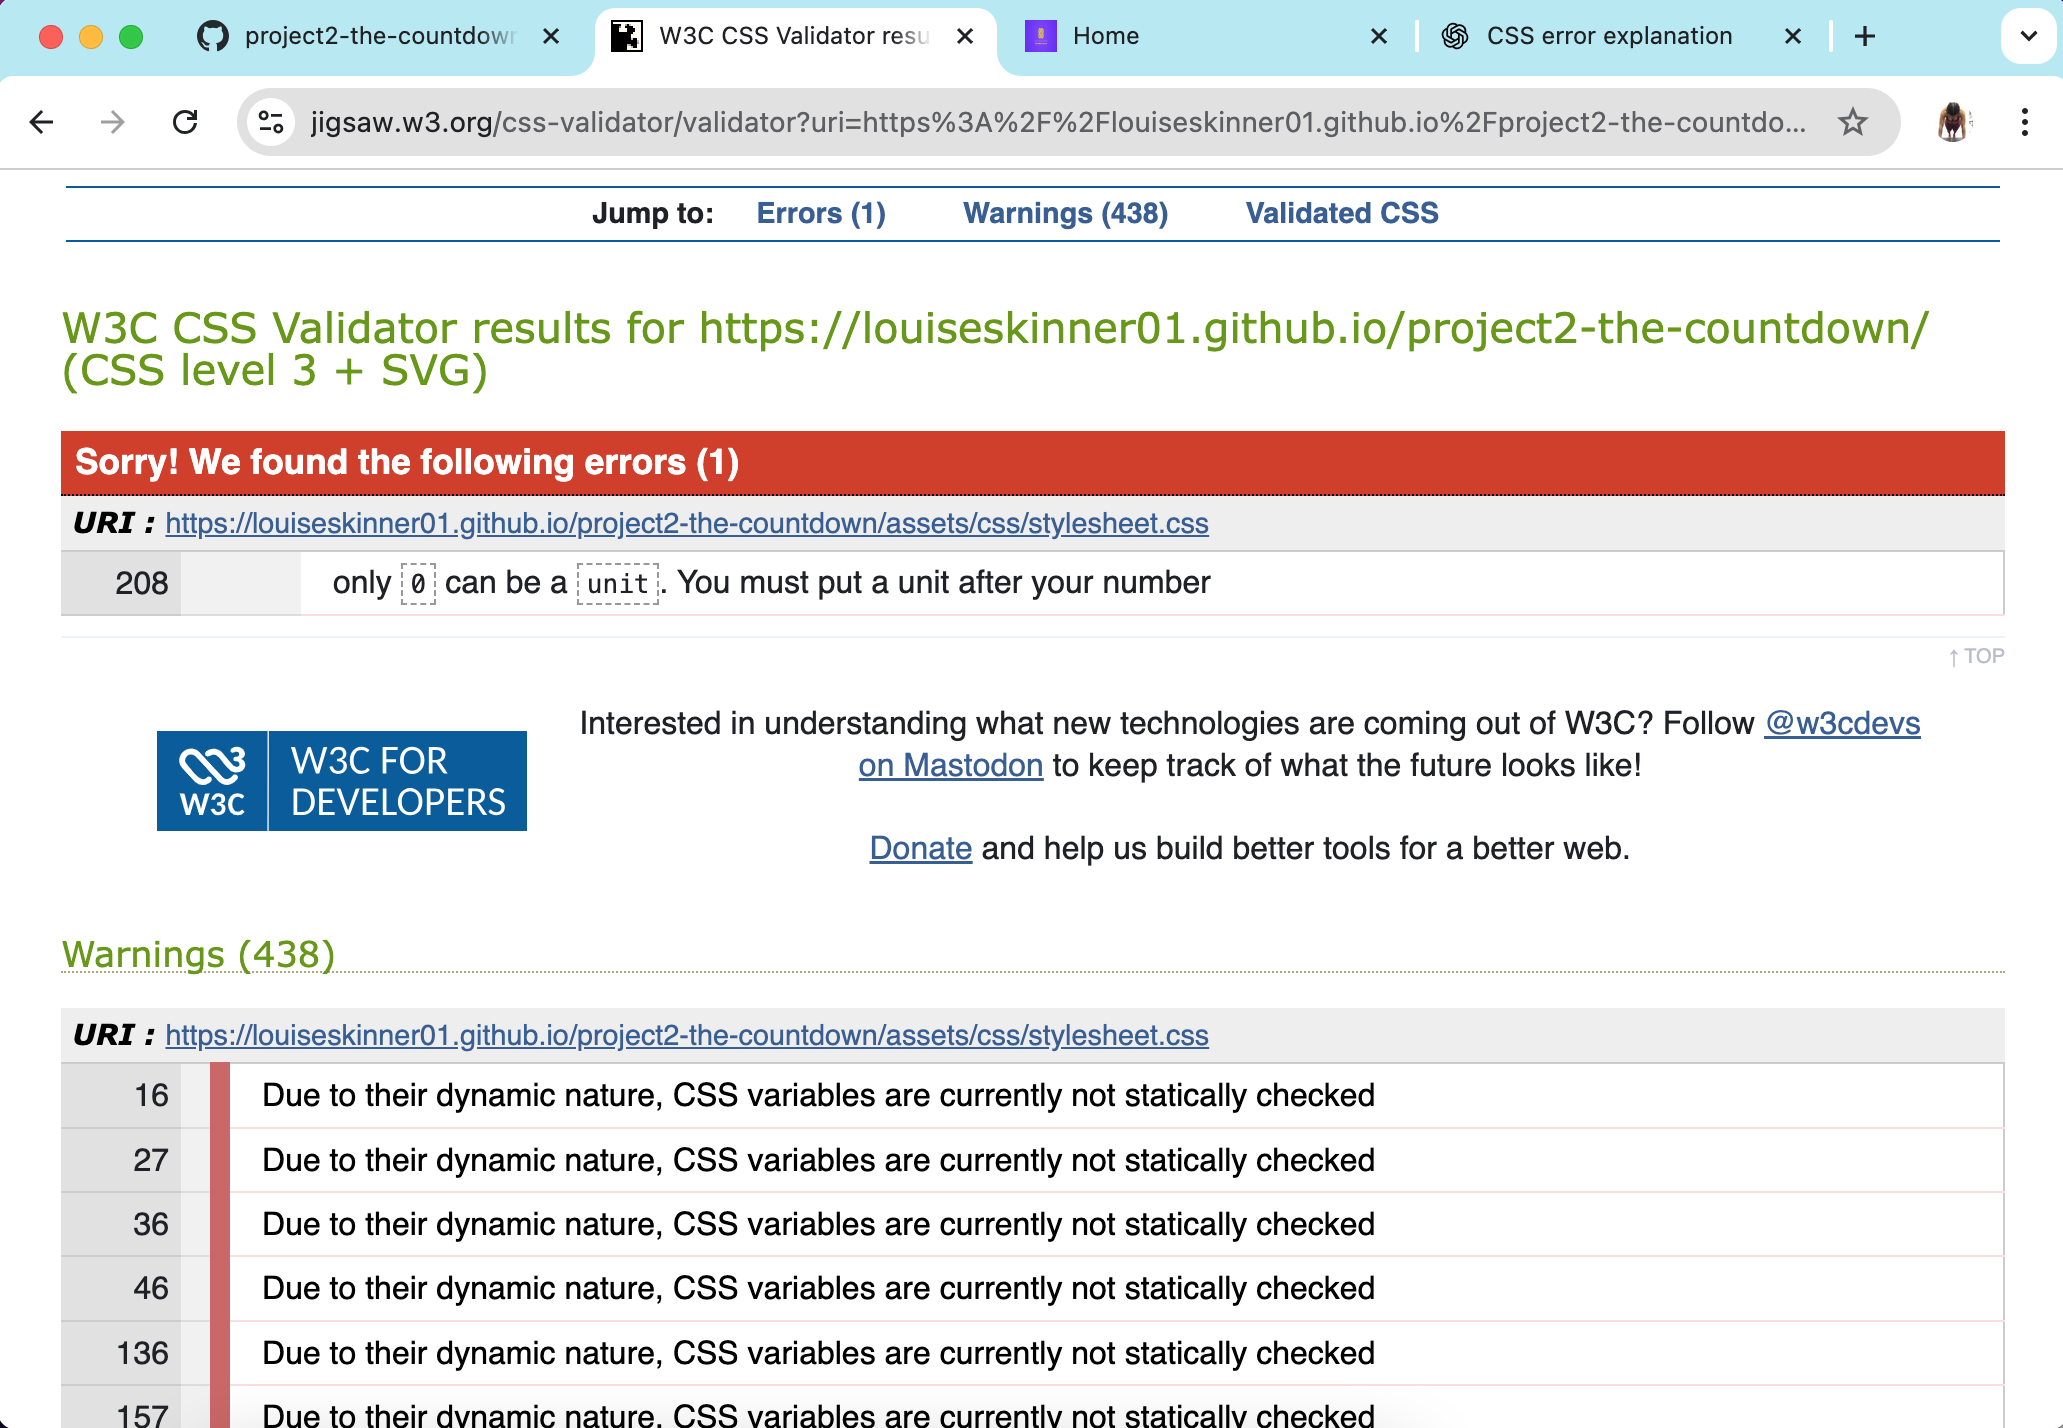 project2-the-countdown
W3C CSS Validator resu
Home
CSS error explanation
jigsaw.w3.org/css-validator/validator?uri=https%3A%2F%2Flouiseskinner01.github.io%2Fproject2-the-countdo...
Jump to: Errors (1) Warnings (438) Validated CSS
W3C CSS Validator results for https://louiseskinner01.github.io/project2-the-countdown/
(CSS level 3 + SVG)
Sorry! We found the following errors (1)
URI : https://louiseskinner01.github.io/project2-the-countdown/assets/css/stylesheet.css
208 only 0 can be a unit. You must put a unit after your number
↑ TOP
W3C
W3C FOR
DEVELOPERS
Interested in understanding what new technologies are coming out of W3C? Follow @w3cdevs
on Mastodon to keep track of what the future looks like!
Donate and help us build better tools for a better web.
Warnings (438)
URI : https://louiseskinner01.github.io/project2-the-countdown/assets/css/stylesheet.css
16 Due to their dynamic nature, CSS variables are currently not statically checked
27 Due to their dynamic nature, CSS variables are currently not statically checked
36 Due to their dynamic nature, CSS variables are currently not statically checked
46 Due to their dynamic nature, CSS variables are currently not statically checked
136 Due to their dynamic nature, CSS variables are currently not statically checked
157 Due to their dynamic nature, CSS variables are currently not statically checked